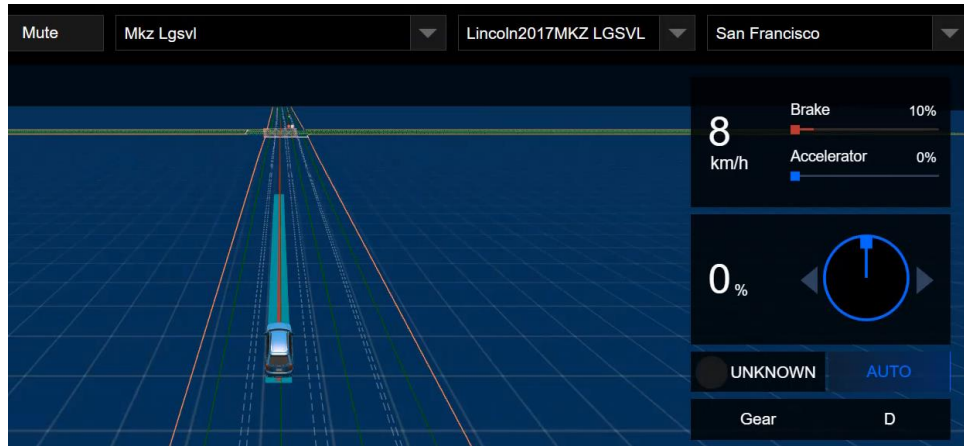 Mute Mkz Lgsvl Lincoln2017MKZ LGSVL San Francisco
Brake 10%
8
km/h
Accelerator 0%
0 %
UNKNOWN AUTO
Gear D